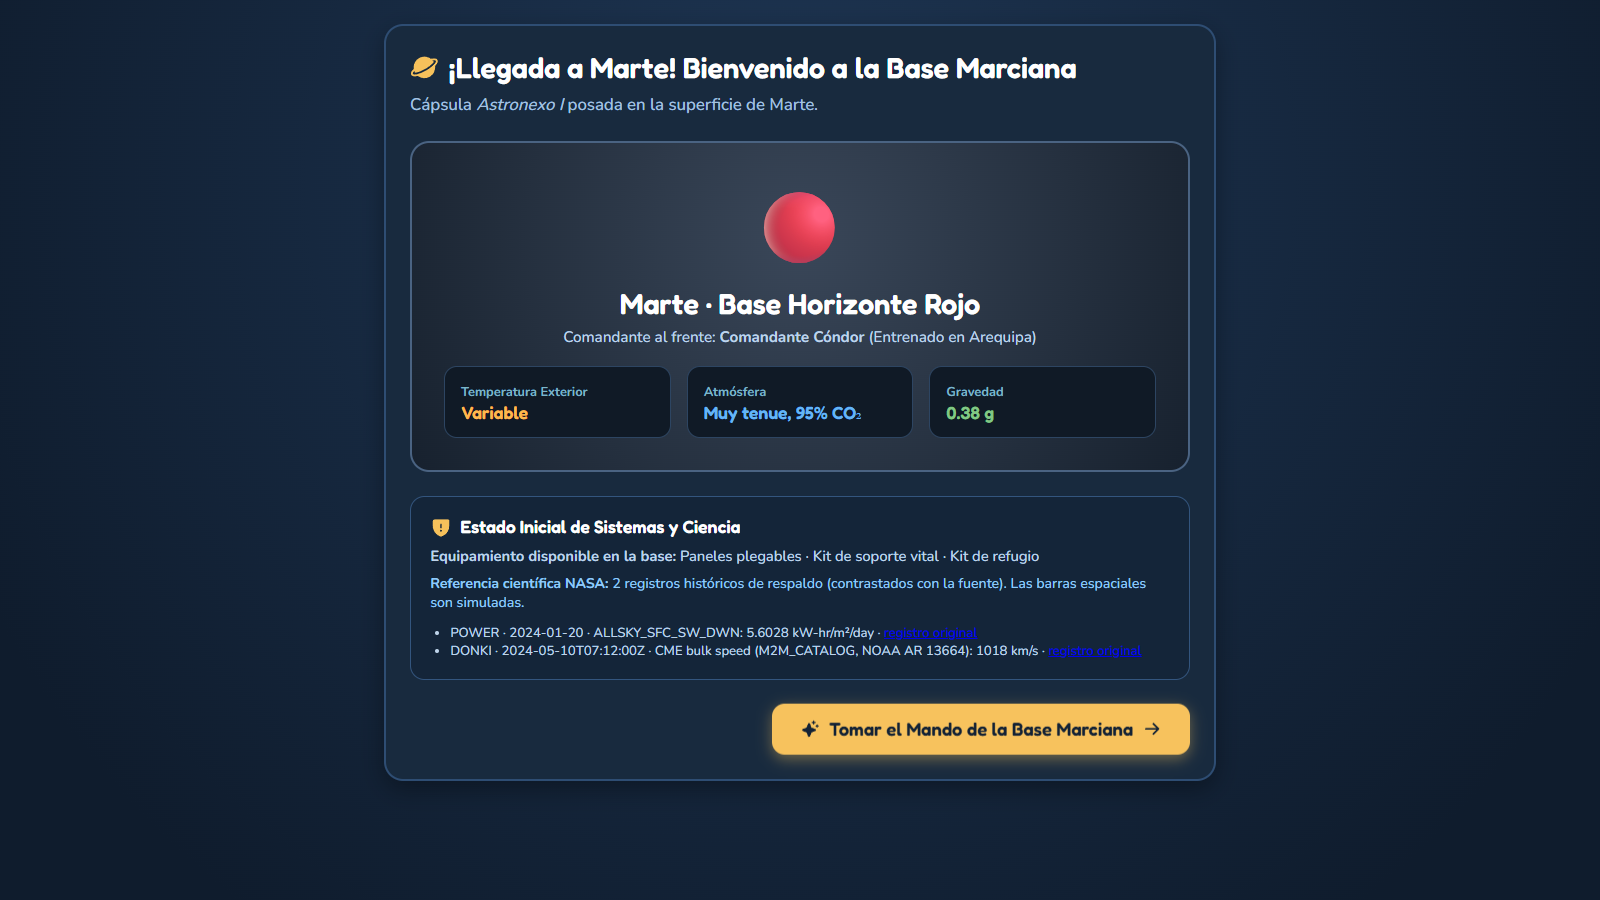 ¡Llegada a Marte! Bienvenido a la Base Marciana
Cápsula Astronexo I posada en la superficie de Marte.
Marte · Base Horizonte Rojo
Comandante al frente: Comandante Cóndor (Entrenado en Arequipa)
Temperatura Exterior
Variable
Atmósfera
Muy tenue, 95% CO₂
Gravedad
0.38 g
Estado Inicial de Sistemas y Ciencia
Equipamiento disponible en la base: Paneles plegables · Kit de soporte vital · Kit de refugio
Referencia científica NASA: 2 registros históricos de respaldo (contrastados con la fuente). Las barras espaciales
son simuladas.
• POWER · 2024-01-20 · ALLSKY_SFC_SW_DWN: 5.6028 kW-hr/m²/day · registro original
• DONKI · 2024-05-10T07:12:00Z · CME bulk speed (M2M_CATALOG, NOAA AR 13664): 1018 km/s · registro original
Tomar el Mando de la Base Marciana →